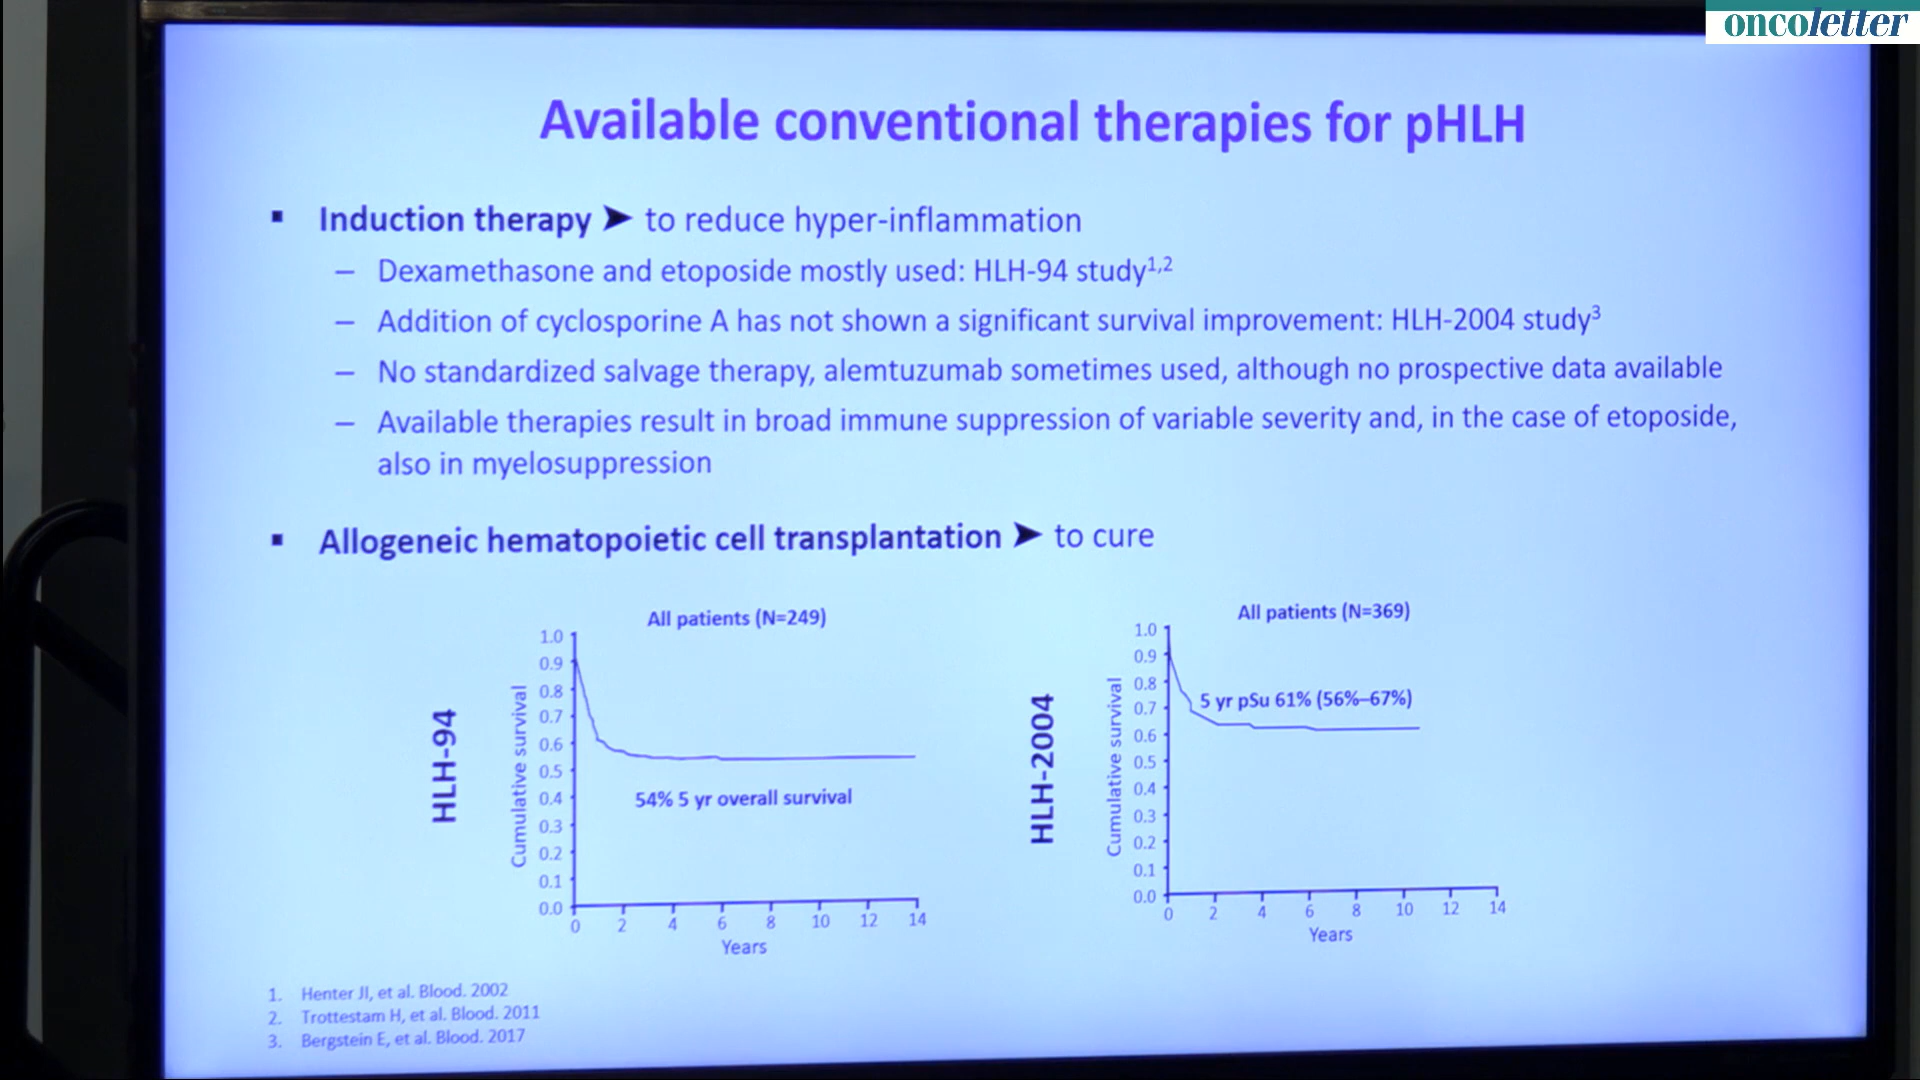 oncoletter
Available conventional therapies for pHLH
▪ Induction therapy ➤ to reduce hyper-inflammation
– Dexamethasone and etoposide mostly used: HLH-94 study1,2
– Addition of cyclosporine A has not shown a significant survival improvement: HLH-2004 study3
– No standardized salvage therapy, alemtuzumab sometimes used, although no prospective data available
– Available therapies result in broad immune suppression of variable severity and, in the case of etoposide,
also in myelosuppression
▪ Allogeneic hematopoietic cell transplantation ➤ to cure
HLH-94
All patients (N=249)
Cumulative survival
1.0
0.9
0.8
0.7
0.6
0.5
0.4
0.3
0.2
0.1
0.0
54% 5 yr overall survival
0 2 4 6 8 10 12 14
Years
HLH-2004
All patients (N=369)
Cumulative survival
1.0
0.9
0.8
0.7
0.6
0.5
0.4
0.3
0.2
0.1
0.0
5 yr pSu 61% (56%–67%)
0 2 4 6 8 10 12 14
Years
1. Henter JI, et al. Blood. 2002
2. Trottestam H, et al. Blood. 2011
3. Bergstein E, et al. Blood. 2017